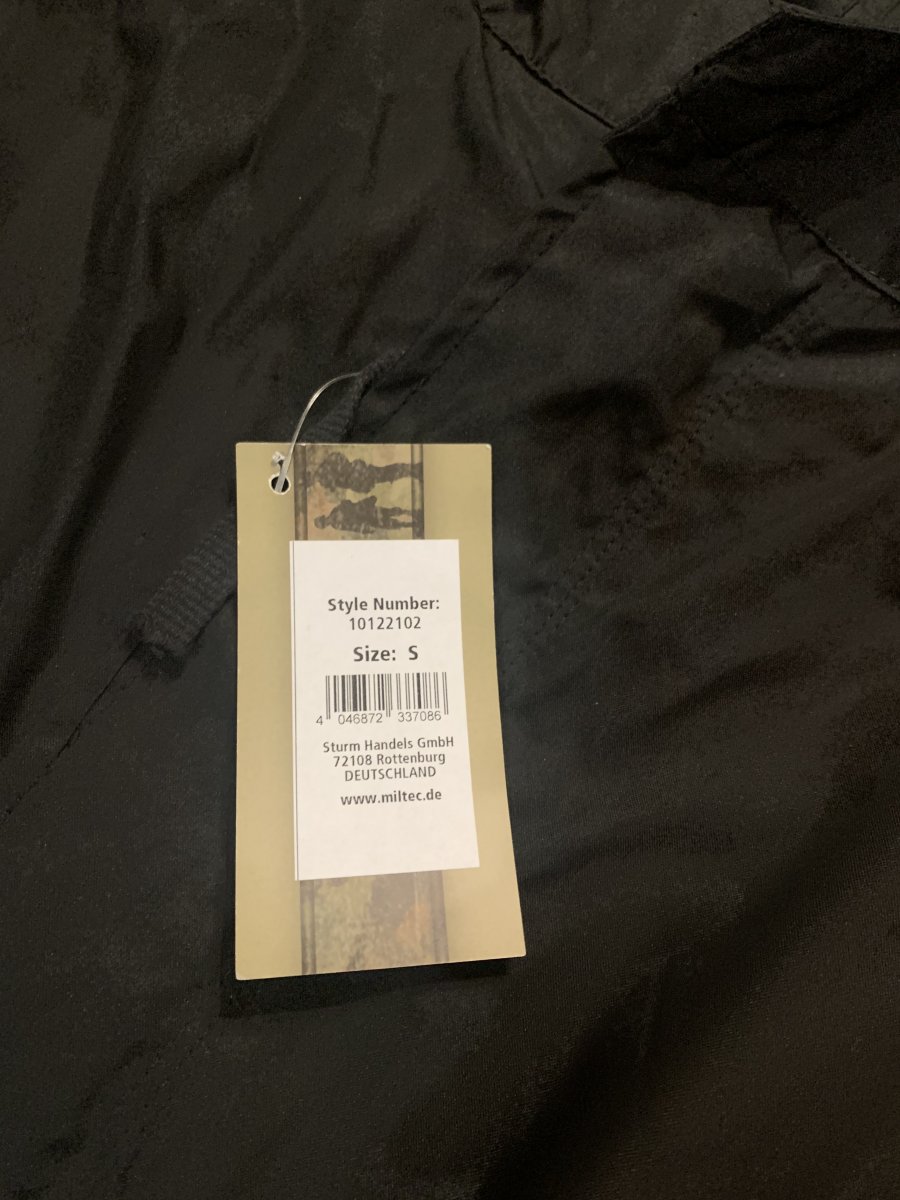 Style Number:
10122102
Size: S
4 046872 337086
Sturm Handels GmbH
72108 Rottenburg
DEUTSCHLAND
www.miltec.de